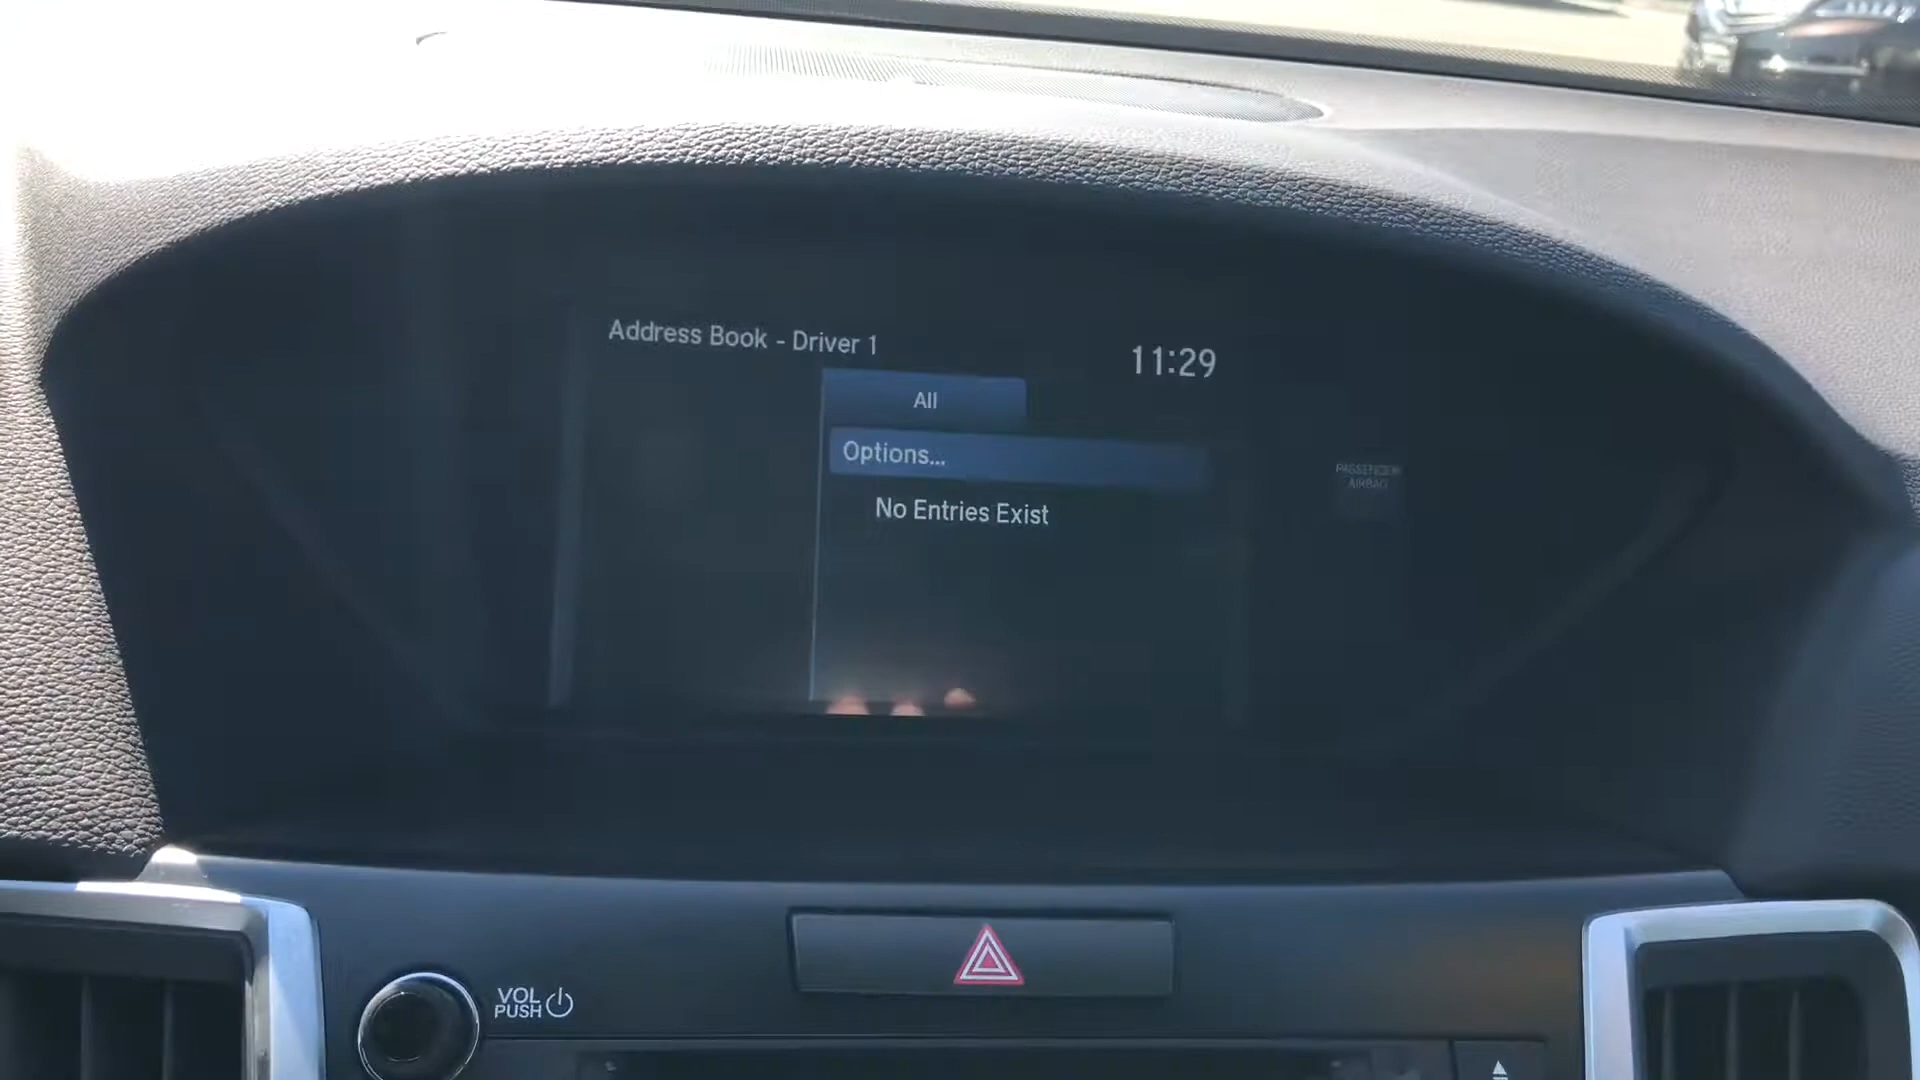 Address Book - Driver 1
11:29
All
Options...
No Entries Exist
PASSENGER
AIRBAG
VOL
PUSH